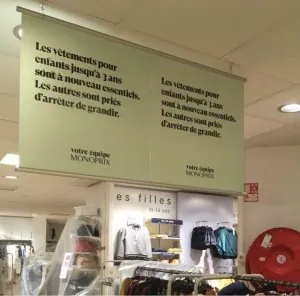 Les vêtements pour
enfants jusqu'à 3 ans
sont à nouveau essentiels.
Les autres sont priés
d'arrêter de grandir.
votre équipe
MONOPRIX
Les vêtements pour
enfants jusqu'à 3 ans
sont à nouveau essentiels.
Les autres sont priés
d'arrêter de grandir.
votre équipe
MONOPRIX
es filles